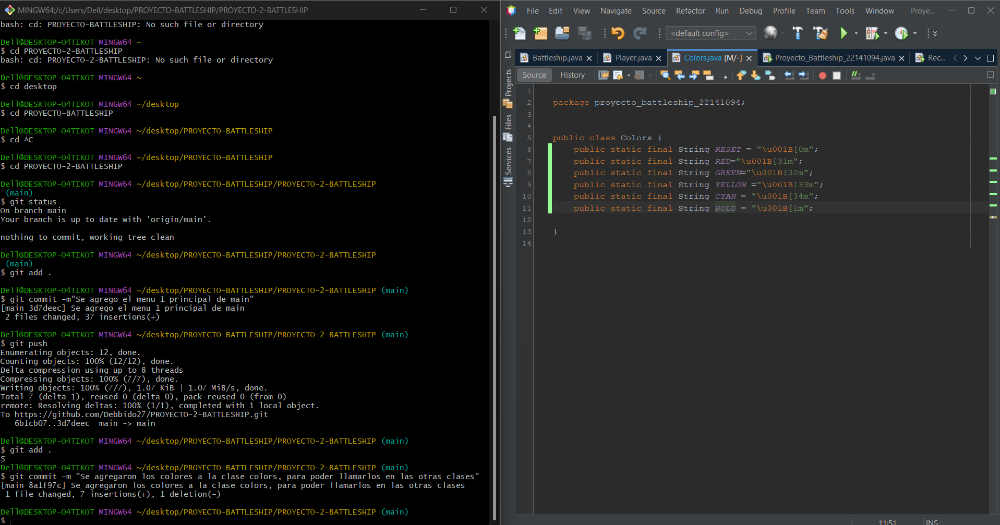 MINGW64:/c/Users/Dell/desktop/PROYECTO-BATTLESHIP/PROYECTO-2-BATTLESHIP
bash: cd: PROYECTO-BATTLESHIP: No such file or directory
Dell@DESKTOP-O4TIKOT MINGW64 ~
$ cd PROYECTO-2-BATTLESHIP
bash: cd: PROYECTO-2-BATTLESHIP: No such file or directory
Dell@DESKTOP-O4TIKOT MINGW64 ~
$ cd desktop
Dell@DESKTOP-O4TIKOT MINGW64 ~/desktop
$ cd PROYECTO-BATTLESHIP
Dell@DESKTOP-O4TIKOT MINGW64 ~/desktop/PROYECTO-BATTLESHIP
$ cd ^C
Dell@DESKTOP-O4TIKOT MINGW64 ~/desktop/PROYECTO-BATTLESHIP
$ cd PROYECTO-2-BATTLESHIP
Dell@DESKTOP-O4TIKOT MINGW64 ~/desktop/PROYECTO-BATTLESHIP/PROYECTO-2-BATTLESHIP
(main)
$ git status
On branch main
Your branch is up to date with 'origin/main'.
nothing to commit, working tree clean
Dell@DESKTOP-O4TIKOT MINGW64 ~/desktop/PROYECTO-BATTLESHIP/PROYECTO-2-BATTLESHIP
(main)
$ git add .
Dell@DESKTOP-O4TIKOT MINGW64 ~/desktop/PROYECTO-BATTLESHIP/PROYECTO-2-BATTLESHIP (main)
$ git commit -m"Se agrego el menu 1 principal de main"
[main 3d7deec] Se agrego el menu 1 principal de main
2 files changed, 37 insertions(+)
Dell@DESKTOP-O4TIKOT MINGW64 ~/desktop/PROYECTO-BATTLESHIP/PROYECTO-2-BATTLESHIP (main)
$ git push
Enumerating objects: 12, done.
Counting objects: 100% (12/12), done.
Delta compression using up to 8 threads
Compressing objects: 100% (7/7), done.
Writing objects: 100% (7/7), 1.07 KiB | 1.07 MiB/s, done.
Total 7 (delta 1), reused 0 (delta 0), pack-reused 0 (from 0)
remote: Resolving deltas: 100% (1/1), completed with 1 local object.
To https://github.com/Debbido27/PROYECTO-2-BATTLESHIP.git
6b1cb07..3d7deec  main -> main
Dell@DESKTOP-O4TIKOT MINGW64 ~/desktop/PROYECTO-BATTLESHIP/PROYECTO-2-BATTLESHIP (main)
$ git add .
S
Dell@DESKTOP-O4TIKOT MINGW64 ~/desktop/PROYECTO-BATTLESHIP/PROYECTO-2-BATTLESHIP (main)
$ git commit -m "Se agregaron los colores a la clase colors, para poder llamarlos en las otras clases"
[main 8a1f97c] Se agregaron los colores a la clase colors, para poder llamarlos en las otras clases
1 file changed, 7 insertions(+), 1 deletion(-)
Dell@DESKTOP-O4TIKOT MINGW64 ~/desktop/PROYECTO-BATTLESHIP/PROYECTO-2-BATTLESHIP (main)
$
File Edit View Navigate Source Refactor Run Debug Profile Team Tools Window Proye...
<default config>
Battleship.java Player.java Colors.java [M/-] Proyecto_Battleship_22141094.java Rec...
Source History
Projects
Files
Services
1
2 package proyecto_battleship_22141094;
3
4
5 public class Colors {
6 public static final String RESET = "\u001B[0m";
7 public static final String RED="\u001B[31m";
8 public static final String GREEN="\u001B[32m";
9 public static final String YELLOW ="\u001B[33m";
10 public static final String CYAN = "\u001B[34m";
11 public static final String BOLD = "\u001B[1m";
12
13 }
14
11:51 INS